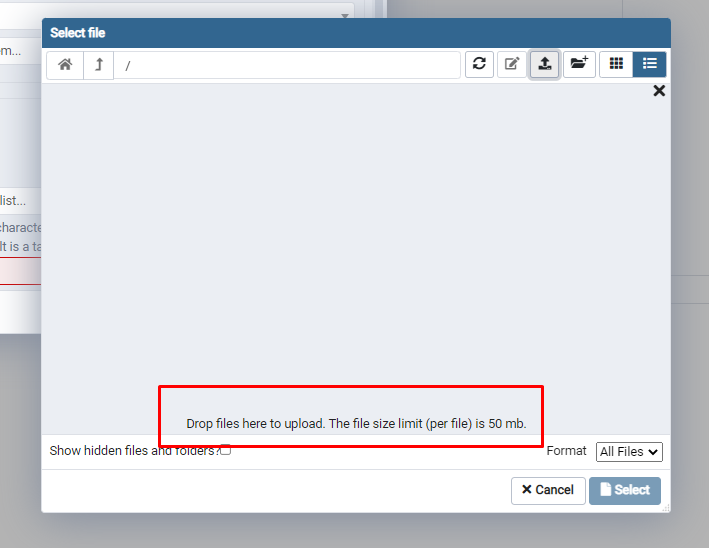 Select file
em...
/
list...
characte
It is a ta
Drop files here to upload. The file size limit (per file) is 50 mb.
Show hidden files and folders? Format All Files
Cancel Select